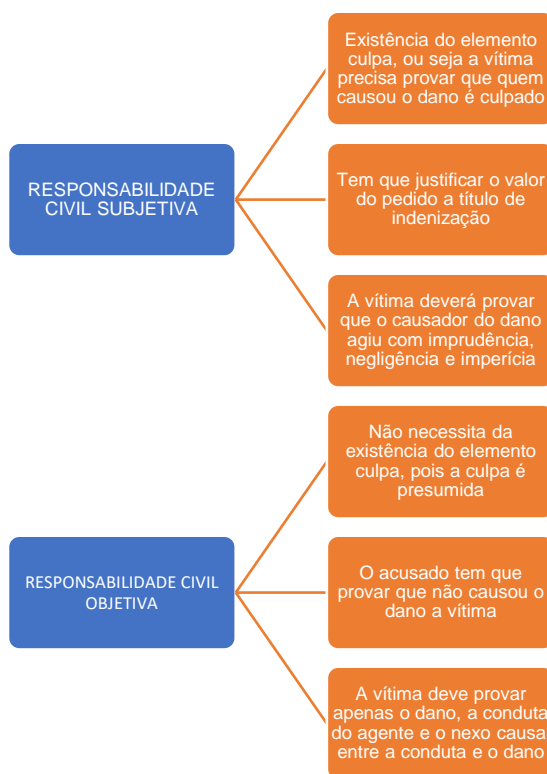 RESPONSABILIDADE
CIVIL SUBJETIVA
Existência do elemento
culpa, ou seja a vítima
precisa provar que quem
causou o dano é culpado
Tem que justificar o valor
do pedido a título de
indenização
A vítima deverá provar
que o causador do dano
agiu com imprudência,
negligência e imperícia
RESPONSABILIDADE CIVIL
OBJETIVA
Não necessita da
existência do elemento
culpa, pois a culpa é
presumida
O acusado tem que
provar que não causou o
dano a vítima
A vítima deve provar
apenas o dano, a conduta
do agente e o nexo causal
entre a conduta e o dano